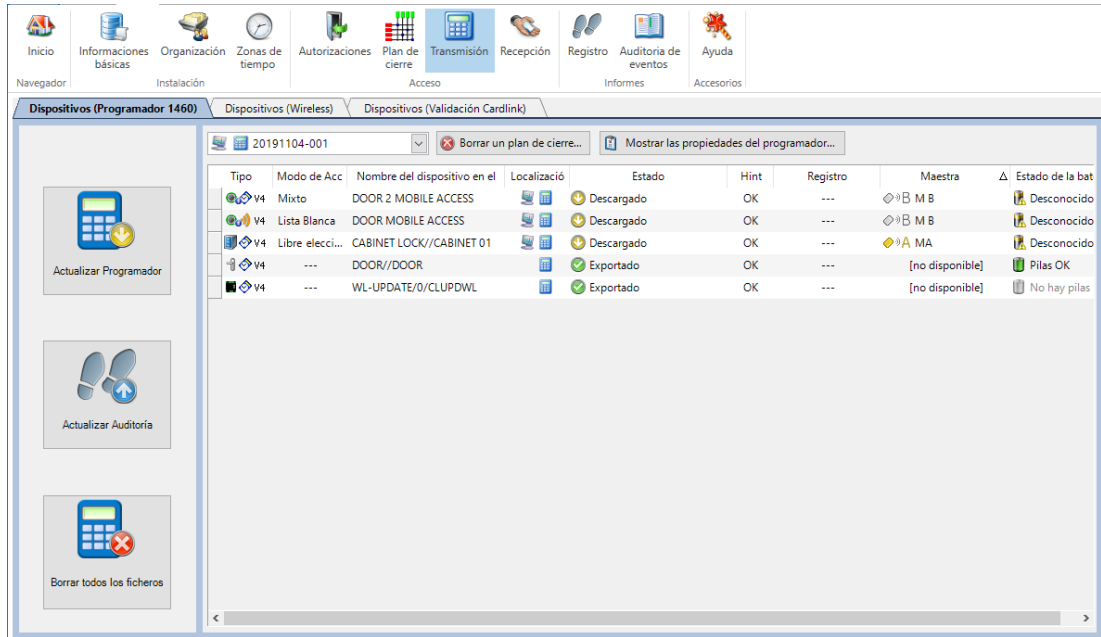 Inicio
Informaciones básicas
Organización
Zonas de tiempo
Autorizaciones
Plan de cierre
Transmisión
Recepción
Registro
Auditoria de eventos
Ayuda
Navegador
Instalación
Acceso
Informes
Accesorios
Dispositivos (Programador 1460)
Dispositivos (Wireless)
Dispositivos (Validación Cardlink)
20191104-001
Borrar un plan de cierre...
Mostrar las propiedades del programador...
Tipo Modo de Acc Nombre del dispositivo en el Localizació Estado Hint Registro Maestra Estado de la bat
V4 Mixto DOOR 2 MOBILE ACCESS Descargado OK --- B M B Desconocido
V4 Lista Blanca DOOR MOBILE ACCESS Descargado OK --- B M B Desconocido
V4 Libre elecci... CABINET LOCK//CABINET 01 Descargado OK --- A MA Desconocido
V4 --- DOOR//DOOR Exportado OK --- [no disponible] Pilas OK
V4 --- WL-UPDATE/0/CLUPDWL Exportado OK --- [no disponible] No hay pilas
Actualizar Programador
Actualizar Auditoría
Borrar todos los ficheros